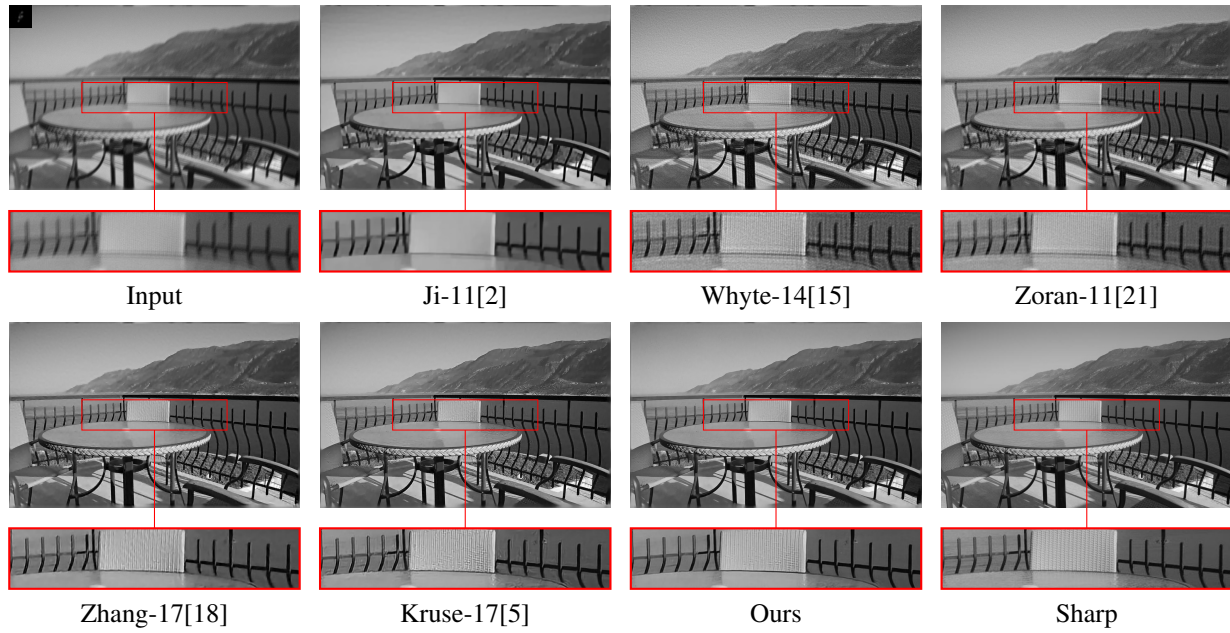 Input
Ji-11[2]
Whyte-14[15]
Zoran-11[21]
Zhang-17[18]
Kruse-17[5]
Ours
Sharp